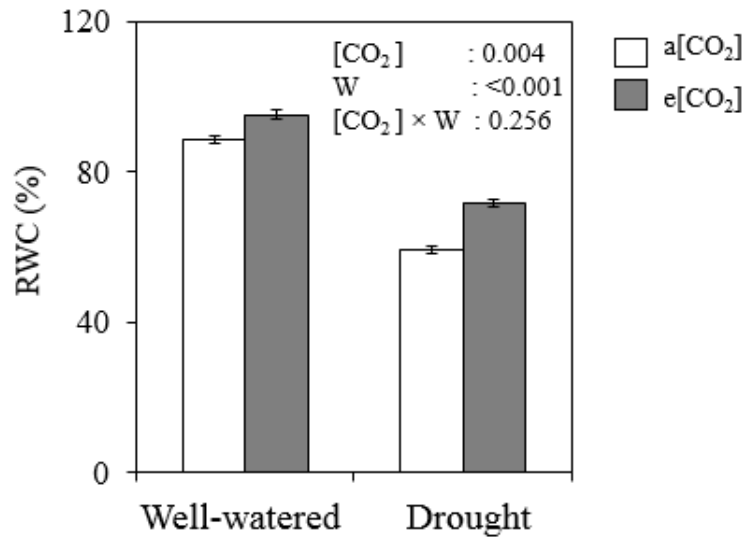 120
80
40
0
RWC (%)
[CO₂] : 0.004
W : <0.001
[CO₂] × W : 0.256
a[CO₂]
e[CO₂]
Well-watered Drought